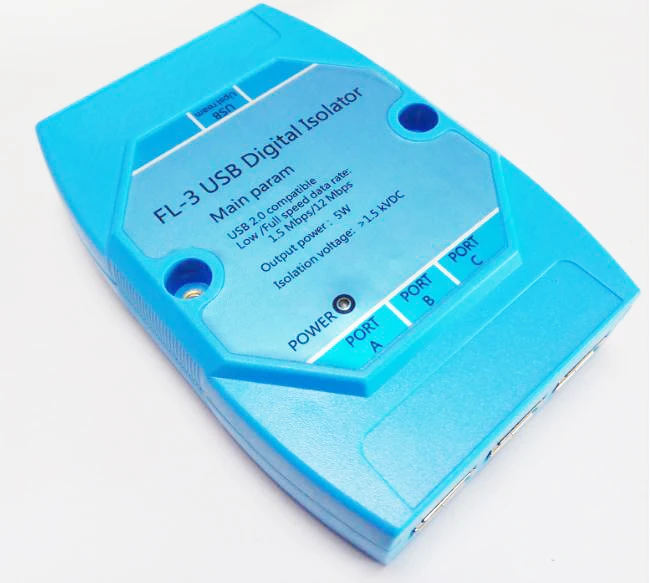 USB
Upstream
FL-3 USB Digital Isolator
Main param
USB 2.0 compatible
Low /Full speed data rate:
1.5 Mbps/12 Mbps
Output power : 5W
Isolation voltage: >1.5 kVDC
POWER
PORT
A
PORT
B
PORT
C